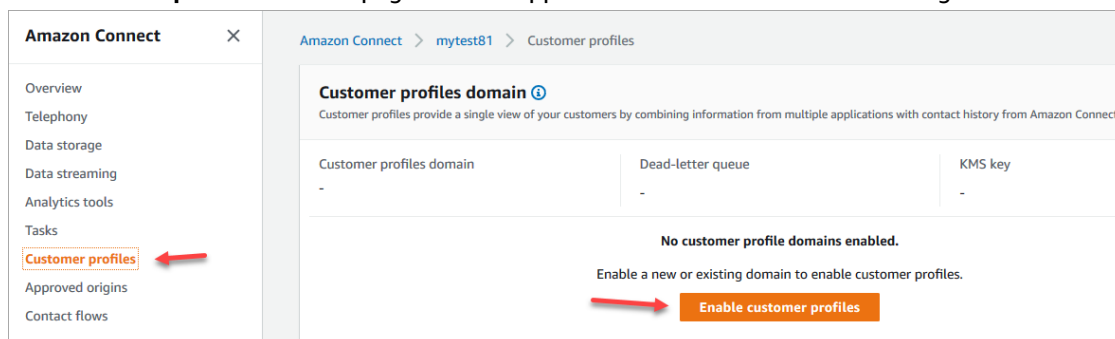 Amazon Connect
Overview
Telephony
Data storage
Data streaming
Analytics tools
Tasks
Customer profiles
Approved origins
Contact flows
Amazon Connect > mytest81 > Customer profiles
Customer profiles domain
Customer profiles provide a single view of your customers by combining information from multiple applications with contact history from Amazon Connect
Customer profiles domain Dead-letter queue KMS key
- - -
No customer profile domains enabled.
Enable a new or existing domain to enable customer profiles.
Enable customer profiles